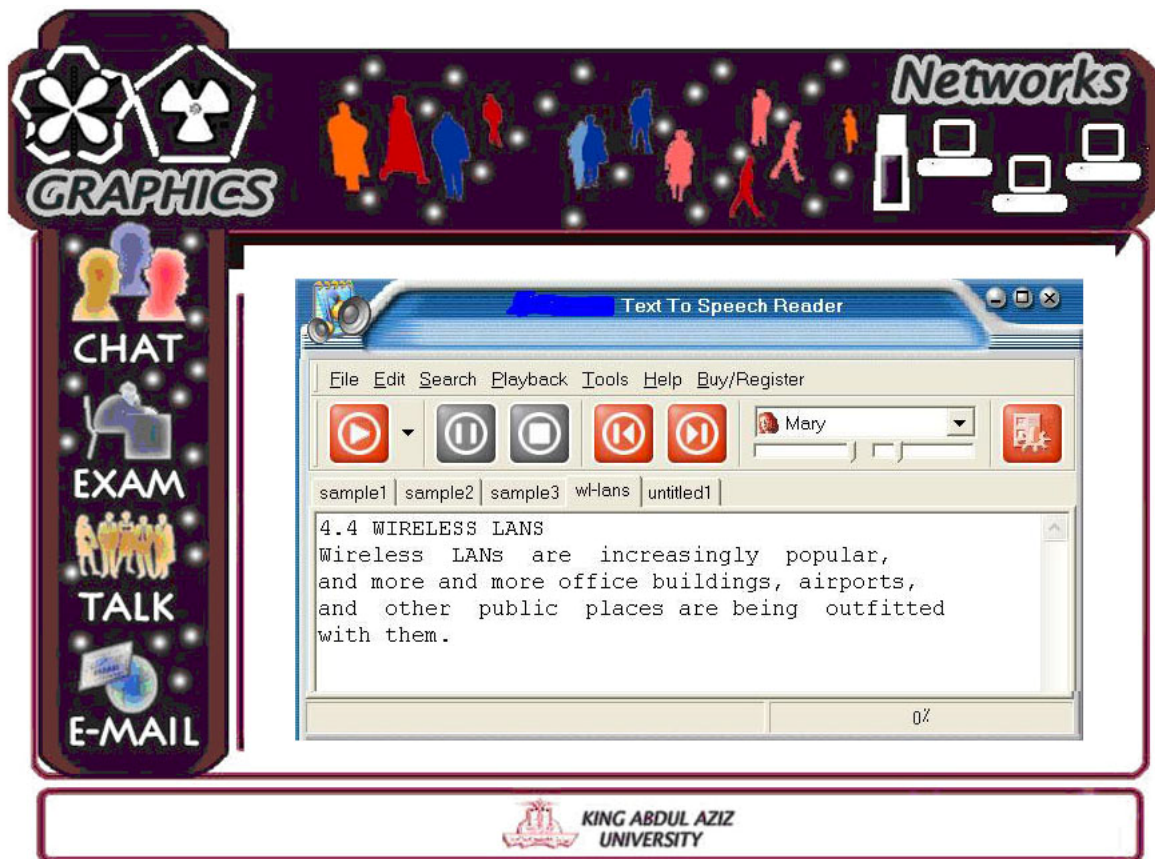 Networks
GRAPHICS
CHAT
EXAM
TALK
E-MAIL
Text To Speech Reader
File Edit Search Playback Tools Help Buy/Register
Mary
sample1 sample2 sample3 wl-lans untitled1
4.4 WIRELESS LANS
Wireless LANs are increasingly popular,
and more and more office buildings, airports,
and other public places are being outfitted
with them.
0%
KING ABDUL AZIZ
UNIVERSITY